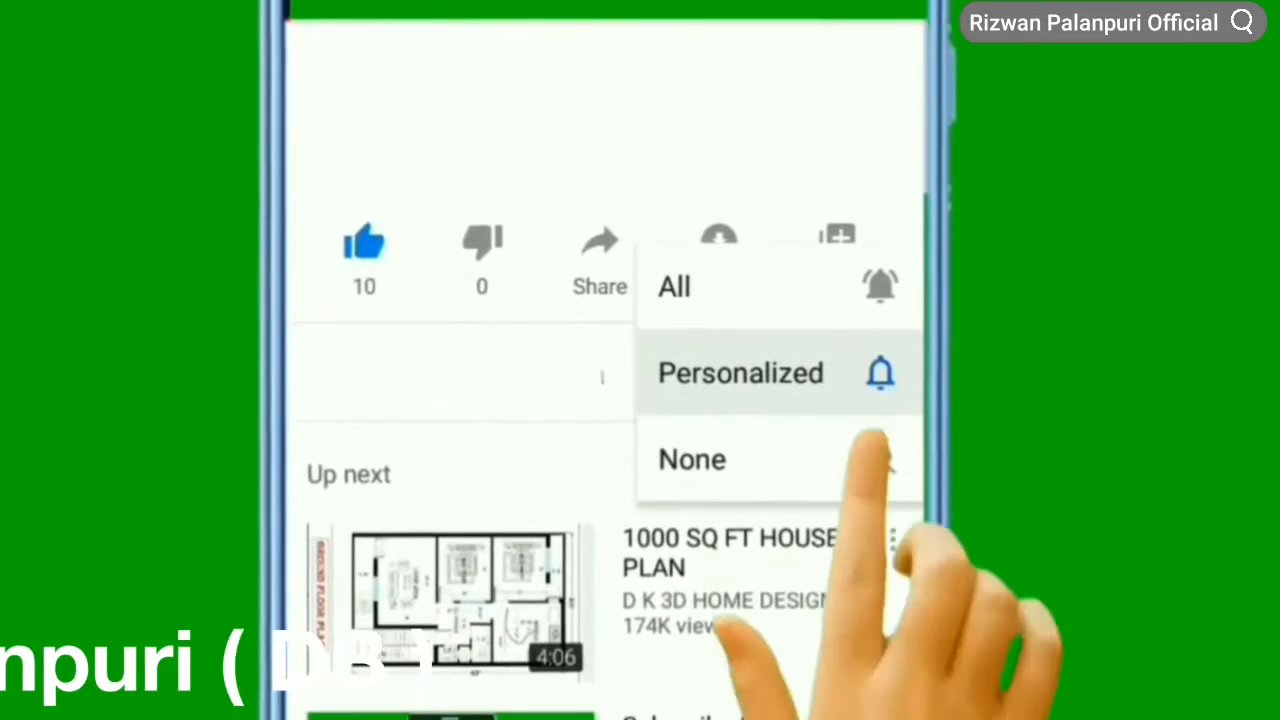 Rizwan Palanpuri Official
10
0
Share
All
Personalized
None
Up next
1000 SQ FT HOUSE
PLAN
D K 3D HOME DESIGN
174K views
4:06
npuri (